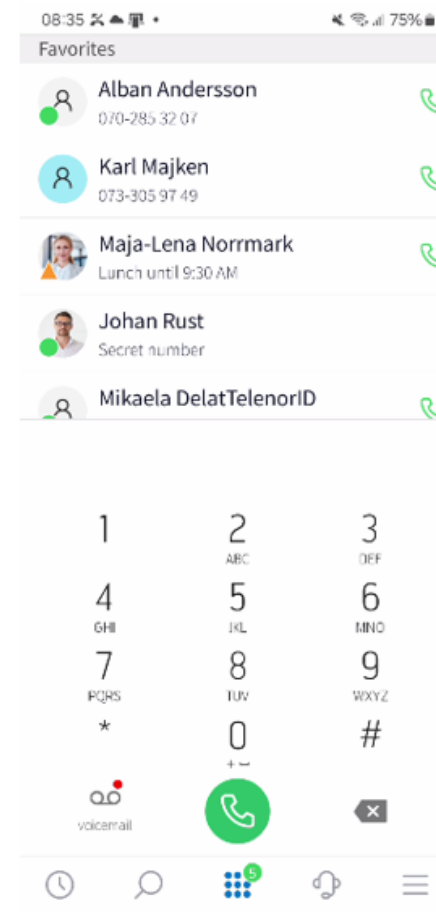 08:35
75%
Favorites
Alban Andersson
070-285 32 07
Karl Majken
073-305 97 49
Maja-Lena Norrmark
Lunch until 9:30 AM
Johan Rust
Secret number
Mikaela DelatTelenorID
1 2 3
ABC DEF
4 5 6
GHI JKL MNO
7 8 9
PQRS TUV WXYZ
* 0 #
+
voicemail
5